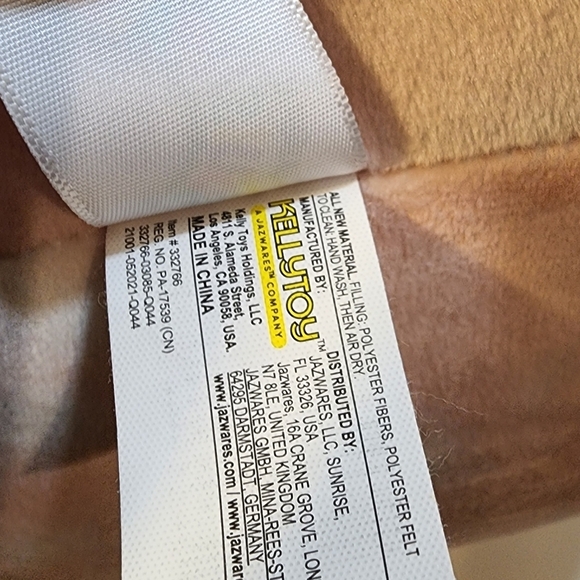 ALL NEW MATERIAL FILLING: POLYESTER FIBERS, POLYESTER FELT
TO CLEAN: HAND WASH, THEN AIR DRY.
MANUFACTURED BY:
KELLYTOY™
A JAZWARES™ COMPANY
Kelly Toys Holdings, LLC
4811 S. Alameda Street,
Los Angeles, CA 90058, USA.
MADE IN CHINA
DISTRIBUTED BY:
JAZWARES, LLC, SUNRISE,
FL 33326, USA
Jazwares, 16A CRANE GROVE, LON
N7 8LE, UNITED KINGDOM
JAZWARES GMBH, MINA-REES-ST
64295 DARMSTADT, GERMANY
www.jazwares.com / www.jazwar
Item # 332766
REG. NO. PA-17539 (CN)
332766-03085-Q044
2100 -052021-Q044